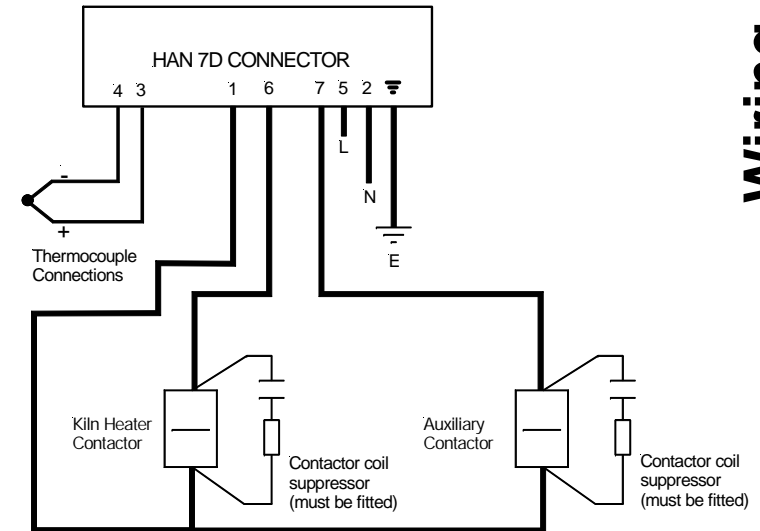 HAN 7D CONNECTOR
4 3 1 6 7 5 2
L
N
E
-
+
Thermocouple
Connections
Kiln Heater
Contactor
Contactor coil
suppressor
(must be fitted)
Auxiliary
Contactor
Contactor coil
suppressor
(must be fitted)